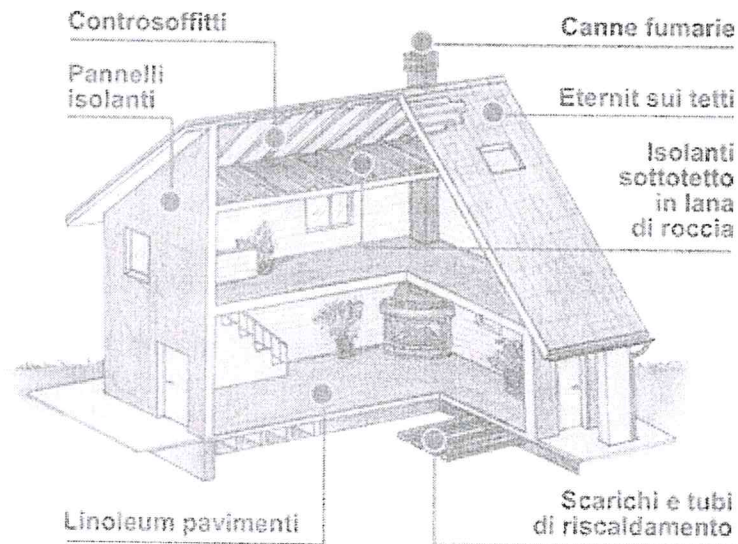 Controsoffitti
Canne fumarie
Pannelli
isolanti
Eternit sui tetti
Isolanti
sottotetto
in lana
di roccia
Linoleum pavimenti
Scarichi e tubi
di riscaldamento